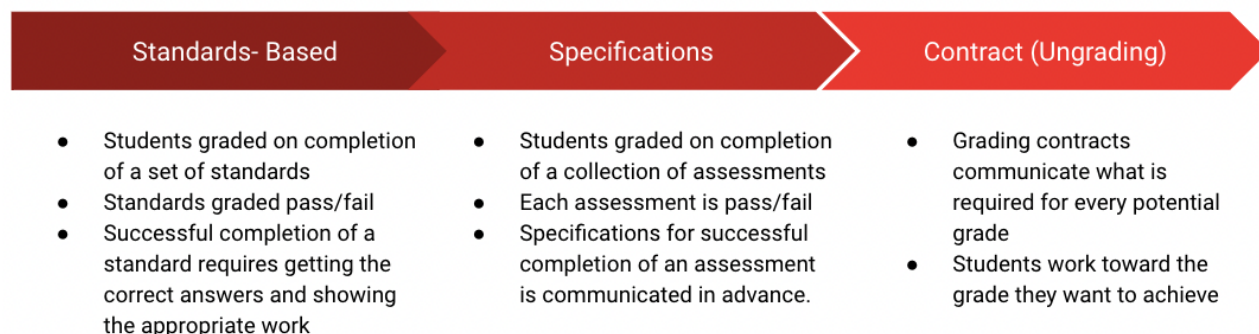 Standards- Based
Specifications
Contract (Ungrading)
● Students graded on completion
of a set of standards
● Standards graded pass/fail
● Successful completion of a
standard requires getting the
correct answers and showing
the appropriate work
● Students graded on completion
of a collection of assessments
● Each assessment is pass/fail
● Specifications for successful
completion of an assessment
is communicated in advance.
● Grading contracts
communicate what is
required for every potential
grade
● Students work toward the
grade they want to achieve